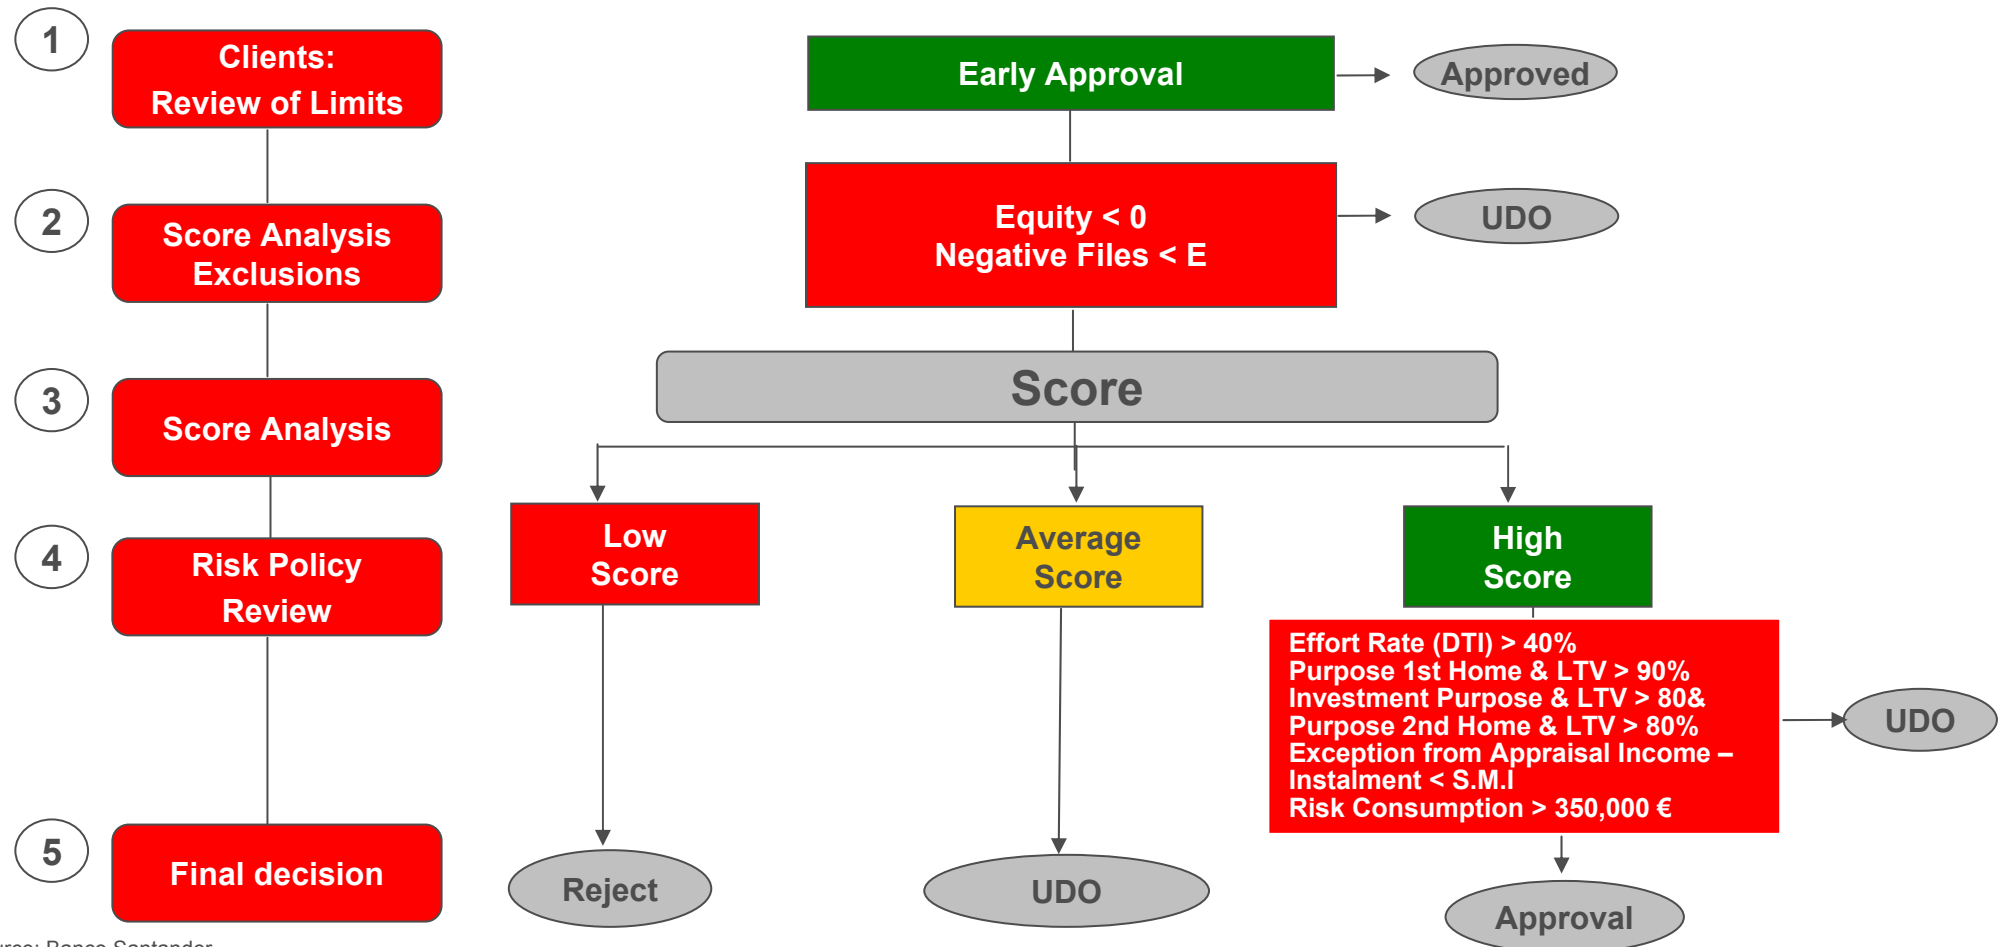 1
Clients:
Review of Limits
Early Approval
Approved
2
Score Analysis
Exclusions
Equity < 0
Negative Files < E
UDO
3
Score Analysis
Score
4
Risk Policy
Review
Low
Score
Average
Score
High
Score
Effort Rate (DTI) > 40%
Purpose 1st Home & LTV > 90%
Investment Purpose & LTV > 80&
Purpose 2nd Home & LTV > 80%
Exception from Appraisal Income –
Instalment < S.M.I
Risk Consumption > 350,000 €
UDO
5
Final decision
Reject
UDO
Approval
Banco Santander